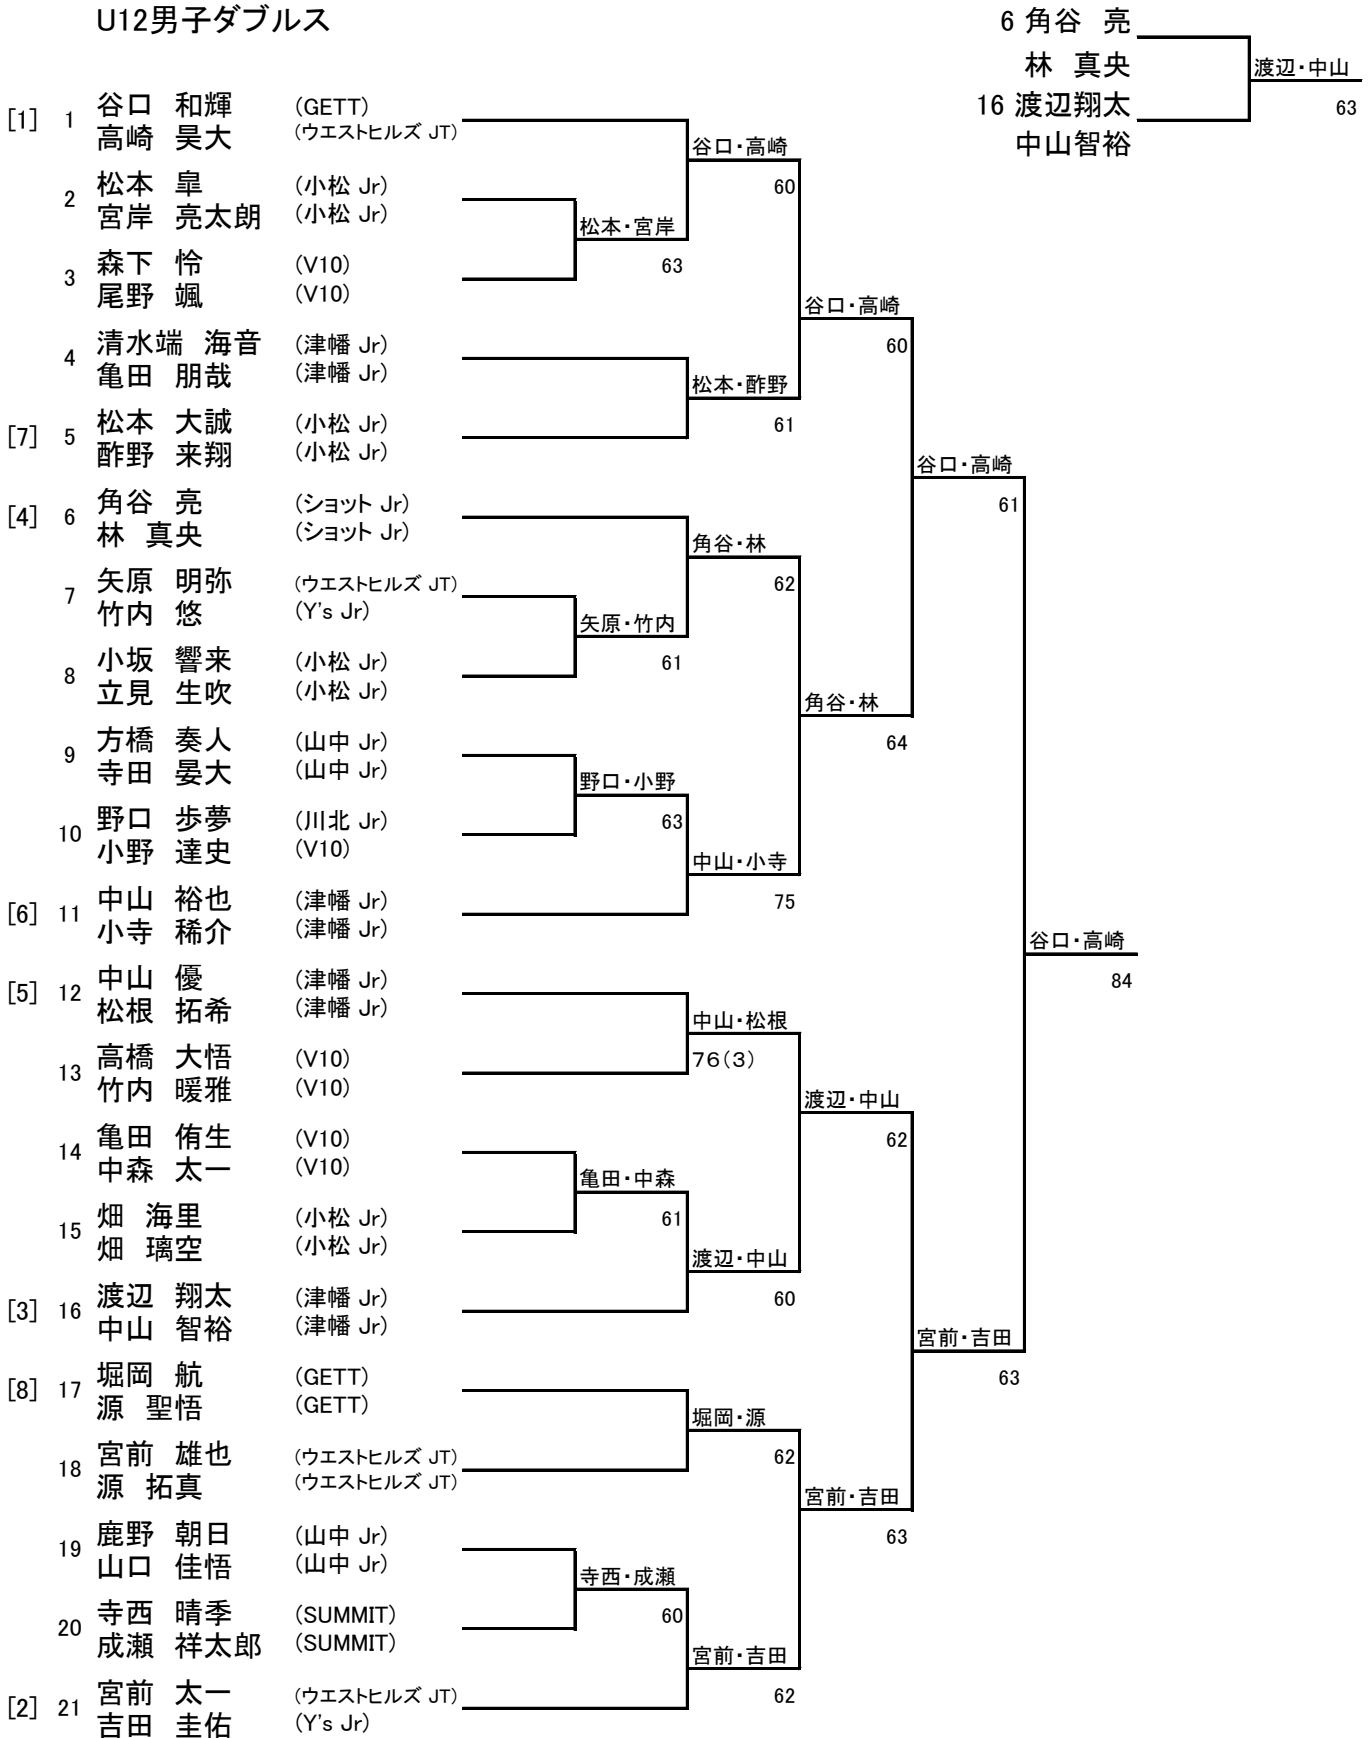 U12男子ダブルス
6 角谷 亮
林 真央
渡辺・中山
16 渡辺翔太
63
中山智裕
[1] 1 谷口 和輝 (GETT)
高崎 昊大 (ウエストヒルズ JT)
谷口・高崎
60
2 松本 皐 (小松 Jr)
宮岸 亮太朗 (小松 Jr)
松本・宮岸
63
3 森下 怜 (V10)
尾野 颯 (V10)
谷口・高崎
60
4 清水端 海音 (津幡 Jr)
亀田 朋哉 (津幡 Jr)
松本・酢野
61
[7] 5 松本 大誠 (小松 Jr)
酢野 来翔 (小松 Jr)
谷口・高崎
61
[4] 6 角谷 亮 (ショット Jr)
林 真央 (ショット Jr)
角谷・林
62
7 矢原 明弥 (ウエストヒルズ JT)
竹内 悠 (Y's Jr)
矢原・竹内
61
8 小坂 響来 (小松 Jr)
立見 生吹 (小松 Jr)
角谷・林
64
9 方橋 奏人 (山中 Jr)
寺田 晏大 (山中 Jr)
野口・小野
63
10 野口 歩夢 (川北 Jr)
小野 達史 (V10)
中山・小寺
75
[6] 11 中山 裕也 (津幡 Jr)
小寺 稀介 (津幡 Jr)
谷口・高崎
84
[5] 12 中山 優 (津幡 Jr)
松根 拓希 (津幡 Jr)
中山・松根
76(3)
13 高橋 大悟 (V10)
竹内 暖雅 (V10)
渡辺・中山
62
14 亀田 侑生 (V10)
中森 太一 (V10)
亀田・中森
61
15 畑 海里 (小松 Jr)
畑 璃空 (小松 Jr)
渡辺・中山
60
[3] 16 渡辺 翔太 (津幡 Jr)
中山 智裕 (津幡 Jr)
宮前・吉田
63
[8] 17 堀岡 航 (GETT)
源 聖悟 (GETT)
堀岡・源
62
18 宮前 雄也 (ウエストヒルズ JT)
源 拓真 (ウエストヒルズ JT)
宮前・吉田
63
19 鹿野 朝日 (山中 Jr)
山口 佳悟 (山中 Jr)
寺西・成瀬
60
20 寺西 晴季 (SUMMIT)
成瀬 祥太郎 (SUMMIT)
宮前・吉田
62
[2] 21 宮前 太一 (ウエストヒルズ JT)
吉田 圭佑 (Y's Jr)